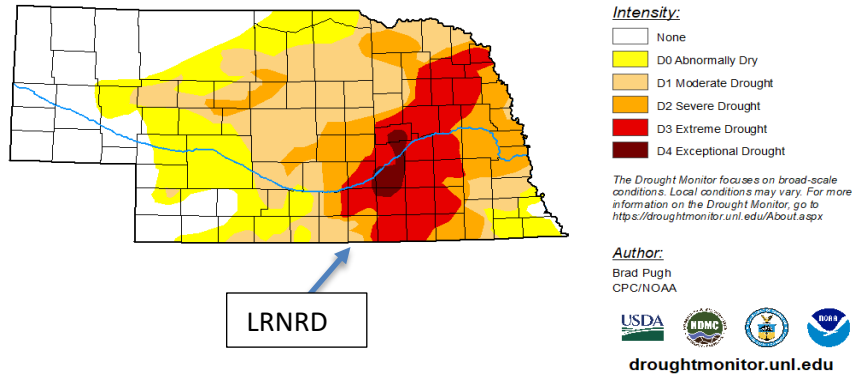 Intensity:
None
D0 Abnormally Dry
D1 Moderate Drought
D2 Severe Drought
D3 Extreme Drought
D4 Exceptional Drought
The Drought Monitor focuses on broad-scale
conditions. Local conditions may vary. For more
information on the Drought Monitor, go to
https://droughtmonitor.unl.edu/About.aspx
Author:
Brad Pugh
CPC/NOAA
LRNRD
USDA
NDMC
NOAA
droughtmonitor.unl.edu